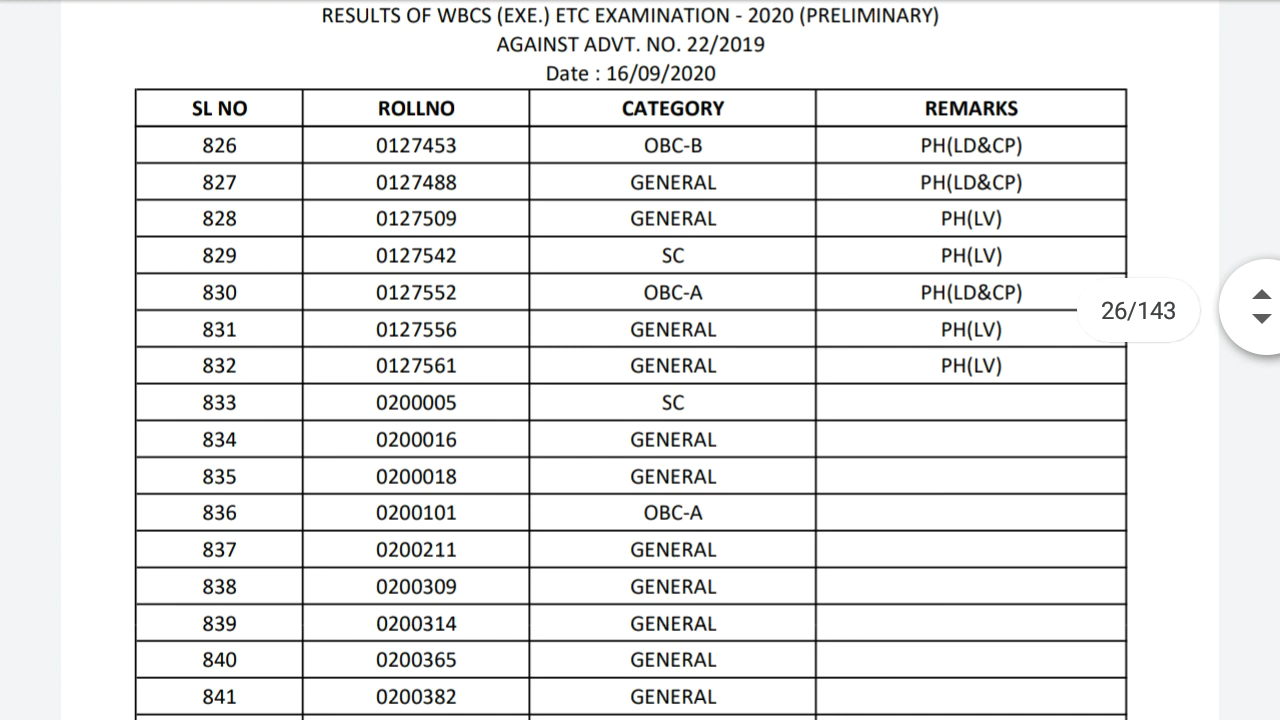 RESULTS OF WBCS (EXE.) ETC EXAMINATION - 2020 (PRELIMINARY)
AGAINST ADVT. NO. 22/2019
Date : 16/09/2020
SL NO ROLLNO CATEGORY REMARKS
826 0127453 OBC-B PH(LD&CP)
827 0127488 GENERAL PH(LD&CP)
828 0127509 GENERAL PH(LV)
829 0127542 SC PH(LV)
830 0127552 OBC-A PH(LD&CP)
26/143
831 0127556 GENERAL PH(LV)
832 0127561 GENERAL PH(LV)
833 0200005 SC
834 0200016 GENERAL
835 0200018 GENERAL
836 0200101 OBC-A
837 0200211 GENERAL
838 0200309 GENERAL
839 0200314 GENERAL
840 0200365 GENERAL
841 0200382 GENERAL